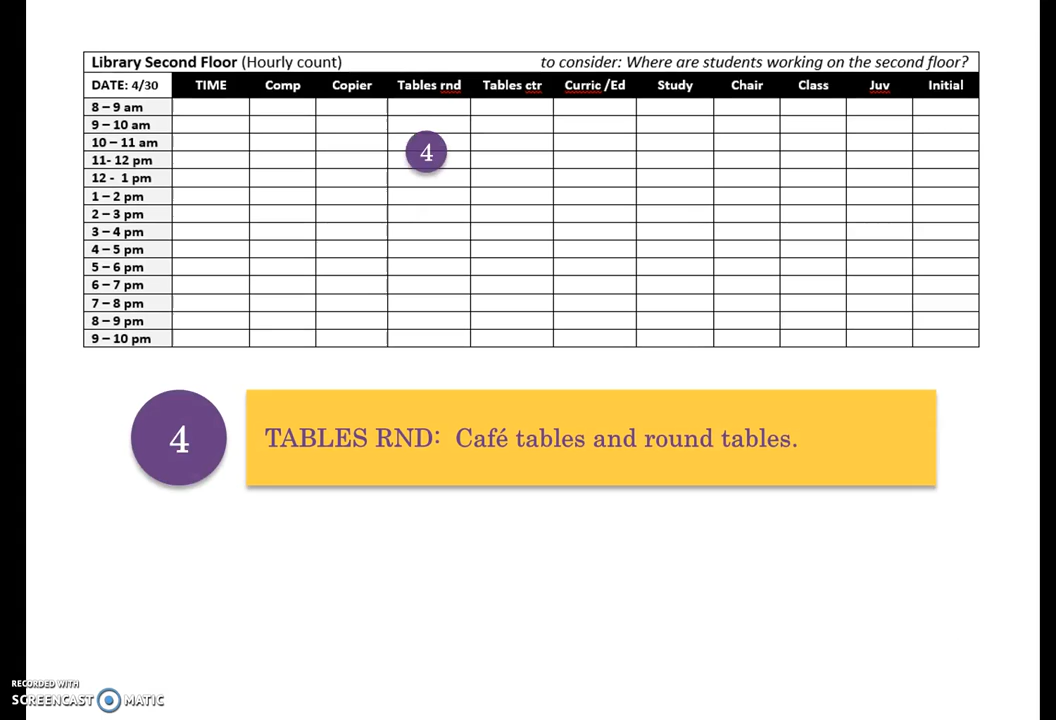 Library Second Floor (Hourly count) to consider: Where are students working on the second floor?
DATE: 4/30 TIME Comp Copier Tables rnd Tables ctr Curric /Ed Study Chair Class Juv Initial
8 – 9 am
9 – 10 am
10 – 11 am
4
11- 12 pm
12 -  1 pm
1 – 2 pm
2 – 3 pm
3 – 4 pm
4 – 5 pm
5 – 6 pm
6 – 7 pm
7 – 8 pm
8 – 9 pm
9 – 10 pm
4 TABLES RND:  Café tables and round tables.
RECORDED WITH
SCREENCAST MATIC